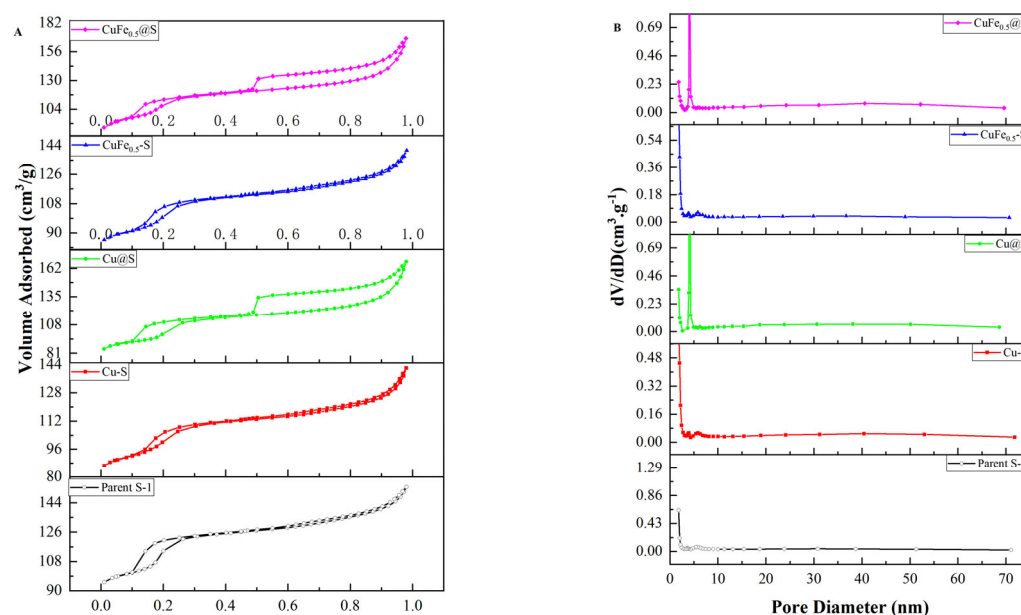 A
Volume Adsorbed (cm³/g)
182
156
130
104
CuFe₀.₅@S
0.0 0.2 0.4 0.6 0.8 1.0
144
126
108
90
CuFe₀.₅-S
0.0 0.2 0.4 0.6 0.8 1.0
162
135
108
81
Cu@S
144
128
112
96
80
Cu-S
144
126
108
90
Parent S-1
0.0 0.2 0.4 0.6 0.8 1.0
B
dV/dD(cm³.g⁻¹)
0.69
0.46
0.23
0.00
CuFe₀.₅@
0.54
0.36
0.18
0.00
CuFe₀.₅-S
0.69
0.46
0.23
0.00
Cu@
0.48
0.32
0.16
0.00
Cu-
1.29
0.86
0.43
0.00
Parent S-
0 10 20 30 40 50 60 70
Pore Diameter (nm)